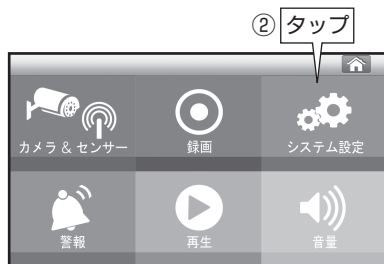 ② タップ
カメラ & センサー
録画
システム設定
警報
再生
音量